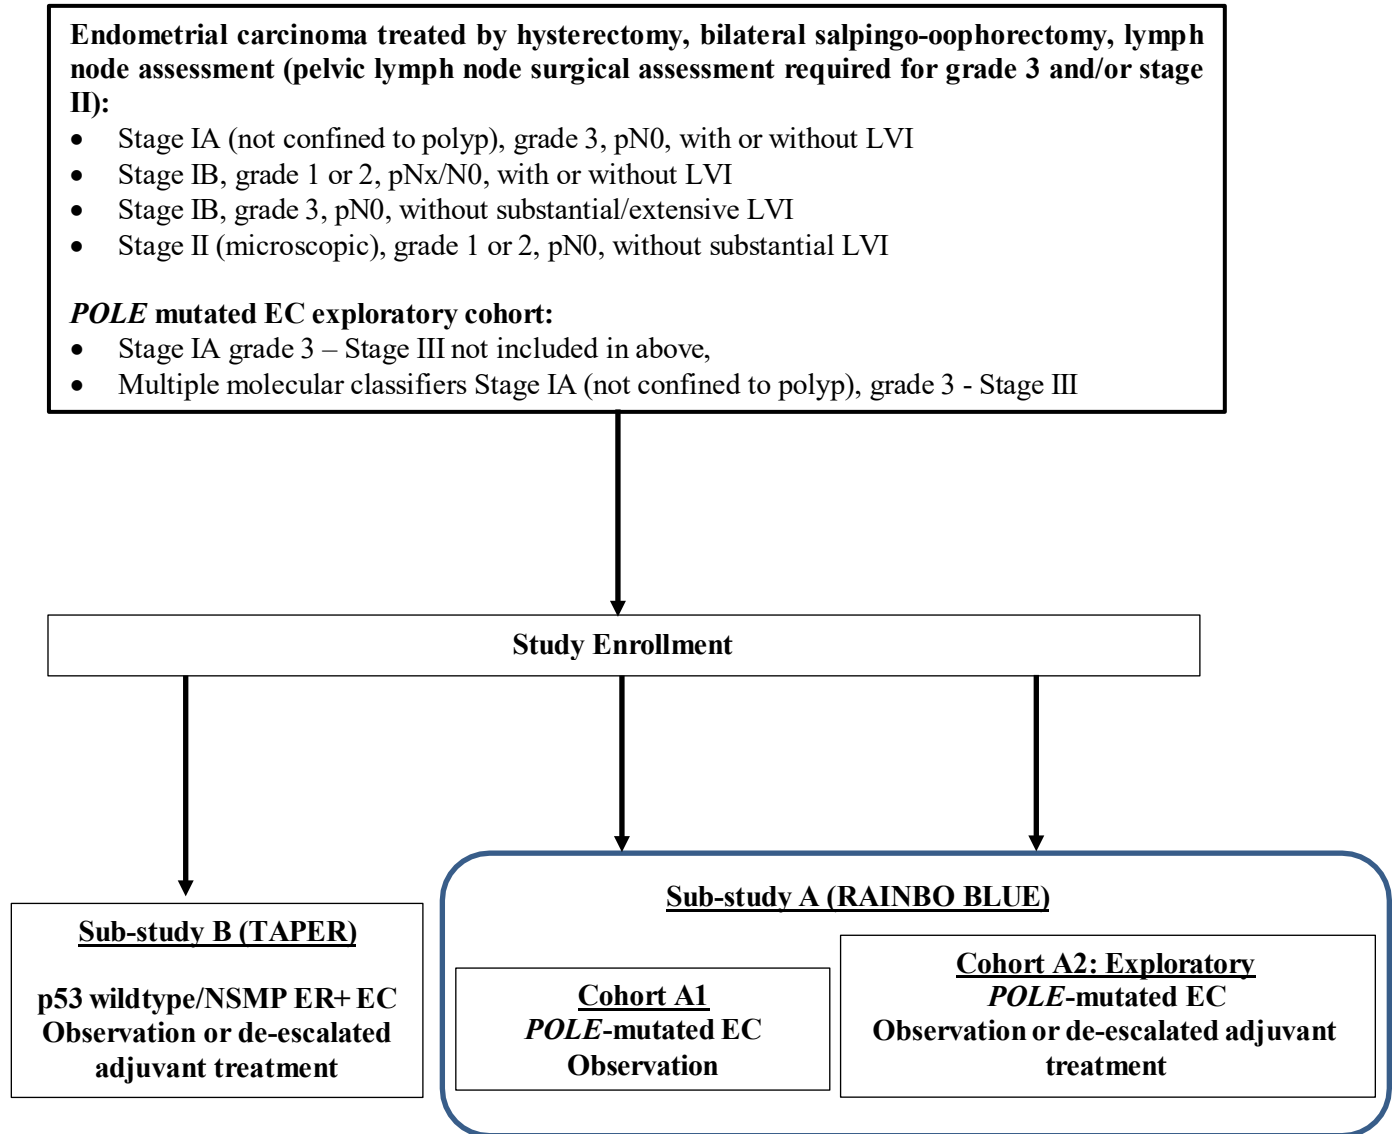 Endometrial carcinoma treated by hysterectomy, bilateral salpingo-oophorectomy, lymph
node assessment (pelvic lymph node surgical assessment required for grade 3 and/or stage
II):
• Stage IA (not confined to polyp), grade 3, pN0, with or without LVI
• Stage IB, grade 1 or 2, pNx/N0, with or without LVI
• Stage IB, grade 3, pN0, without substantial/extensive LVI
• Stage II (microscopic), grade 1 or 2, pN0, without substantial LVI
POLE mutated EC exploratory cohort:
• Stage IA grade 3 – Stage III not included in above,
• Multiple molecular classifiers Stage IA (not confined to polyp), grade 3 - Stage III
Study Enrollment
Sub-study B (TAPER)
p53 wildtype/NSMP ER+ EC
Observation or de-escalated
adjuvant treatment
Sub-study A (RAINBO BLUE)
Cohort A1
POLE-mutated EC
Observation
Cohort A2: Exploratory
POLE-mutated EC
Observation or de-escalated adjuvant
treatment